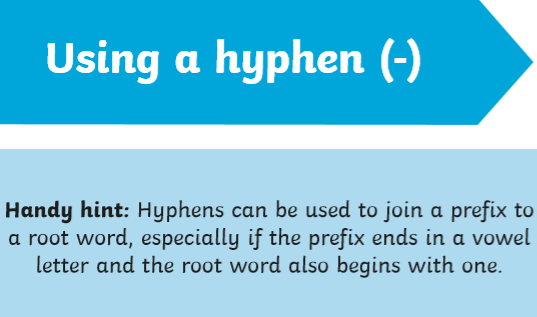 Using a hyphen (-)
Handy hint: Hyphens can be used to join a prefix to
a root word, especially if the prefix ends in a vowel
letter and the root word also begins with one.